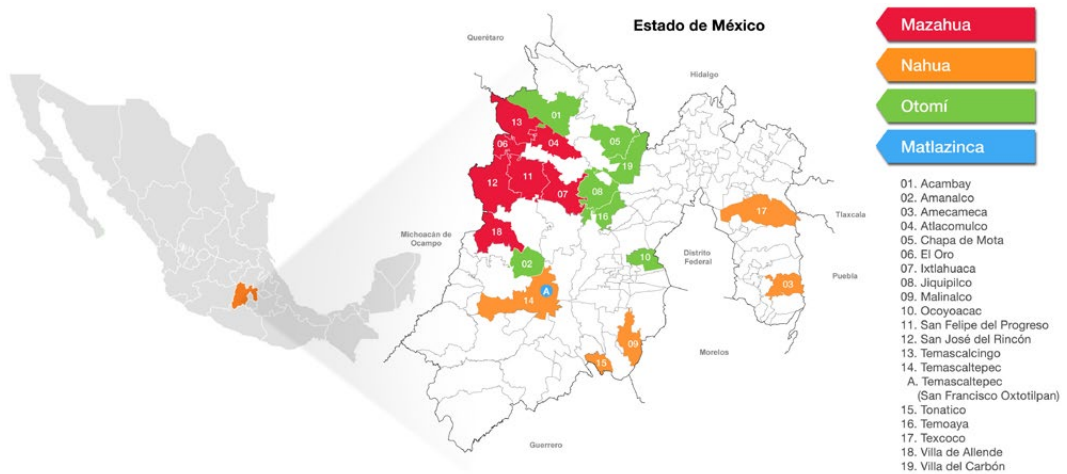 Estado de México
Querétaro
Hidalgo
Tlaxcala
Michoacán
de Ocampo
Distrito
Federal
Puebla
Morelos
Guerrero
01
13
04
06
05
19
12
11
07
08
16
17
18
02
10
A
14
03
09
15
Mazahua
Nahua
Otomí
Matlazinca
01. Acambay
02. Amanalco
03. Amecameca
04. Atlacomulco
05. Chapa de Mota
06. El Oro
07. Ixtlahuaca
08. Jiquipilco
09. Malinalco
10. Ocoyoacac
11. San Felipe del Progreso
12. San José del Rincón
13. Temascalcingo
14. Temascaltepec
A. Temascaltepec
(San Francisco Oxtotilpan)
15. Tonatico
16. Temoaya
17. Texcoco
18. Villa de Allende
19. Villa del Carbón